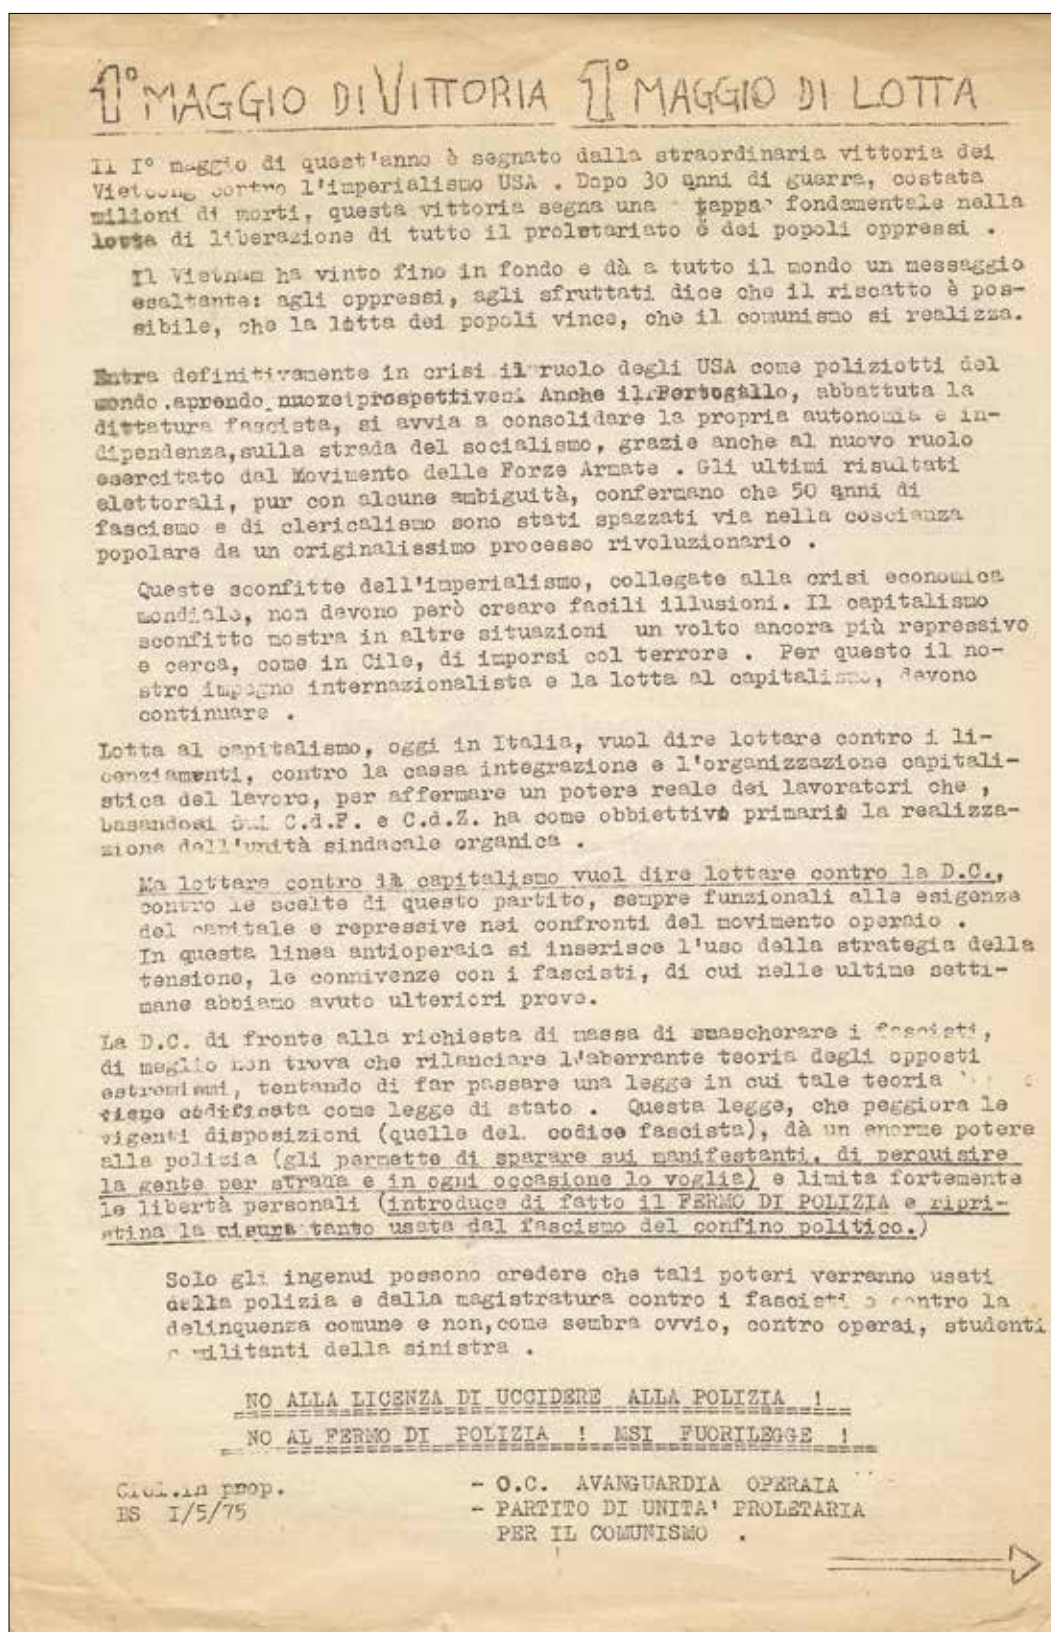 1° MAGGIO DI VITTORIA 1° MAGGIO DI LOTTA
Il I° maggio di quest'anno è segnato dalla straordinaria vittoria dei
Vietcong contro l'imperialismo USA . Dopo 30 anni di guerra, costata
milioni di morti, questa vittoria segna una tappa fondamentale nella
lotta di liberazione di tutto il proletariato e dei popoli oppressi .
Il Vietnam ha vinto fino in fondo e dà a tutto il mondo un messaggio
esaltante: agli oppressi, agli sfruttati dice che il riscatto è pos-
sibile, che la lotta dei popoli vince, che il comunismo si realizza.
Entra definitivamente in crisi il ruolo degli USA come poliziotti del
mondo aprendo Anche il Portogallo, abbattuta la
dittatura fascista, si avvia a consolidare la propria autonomia e in-
dipendenza, sulla strada del socialismo, grazie anche al nuovo ruolo
esercitato dal Movimento delle Forze Armate . Gli ultimi risultati
elettorali, pur con alcune ambiguità, confermano che 50 anni di
fascismo e di clericalismo sono stati spazzati via nella coscianza
popolare da un originalissimo processo rivoluzionario .
Queste sconfitte dell'imperialismo, collegate alla crisi economica
mondiale, non devono però creare facili illusioni. Il capitalismo
sconfitto mostra in altre situazioni un volto ancora più repressivo
e cerca, come in Cile, di imporsi col terrore . Per questo il no-
stro impegno internazionalista e la lotta al capitalismo, devono
continuare .
Lotta al capitalismo, oggi in Italia, vuol dire lottare contro i li-
cenziamenti, contro la cassa integrazione e l'organizzazione capitali-
stica del lavoro, per affermare un potere reale dei lavoratori che ,
basandosi sul C.d.F. e C.d.Z. ha come obbiettivo primario la realizza-
zione dell'unità sindacale organica .
Ma lottare contro il capitalismo vuol dire lottare contro la D.C.,
contro le scelte di questo partito, sempre funzionali alle esigenze
del capitale e repressive nei confronti del movimento operaio .
In questa linea antioperaia si inserisce l'uso della strategia della
tensione, le connivenze con i fascisti, di cui nelle ultime setti-
mane abbiamo avuto ulteriori prove.
La D.C. di fronte alla richiesta di massa di smascherare i fascisti,
di meglio non trova che rilanciare l'aberrante teoria degli opposti
estremismi, tentando di far passare una legge in cui tale teoria
viene codificata come legge di stato . Questa legge, che peggiora le
vigenti disposizioni (quelle del codice fascista), dà un enorme potere
alla polizia (gli permette di sparare sui manifestanti, di perquisire
la gente per strada e in ogni occasione lo voglia) e limita fortemente
le libertà personali (introduce di fatto il FERMO DI POLIZIA e ripri-
stina la misura tanto usata dal fascismo del confino politico.)
Solo gli ingenui possono credere che tali poteri verranno usati
della polizia e dalla magistratura contro i fascisti o contro la
delinquenza comune e non, come sembra ovvio, contro operai, studenti
e militanti della sinistra .
NO ALLA LICENZA DI UCCIDERE ALLA POLIZIA !
NO AL FERMO DI POLIZIA ! MSI FUORILEGGE !
Cicl.in prop.
BS I/5/75
- O.C. AVANGUARDIA OPERAIA
- PARTITO DI UNITA' PROLETARIA
PER IL COMUNISMO .